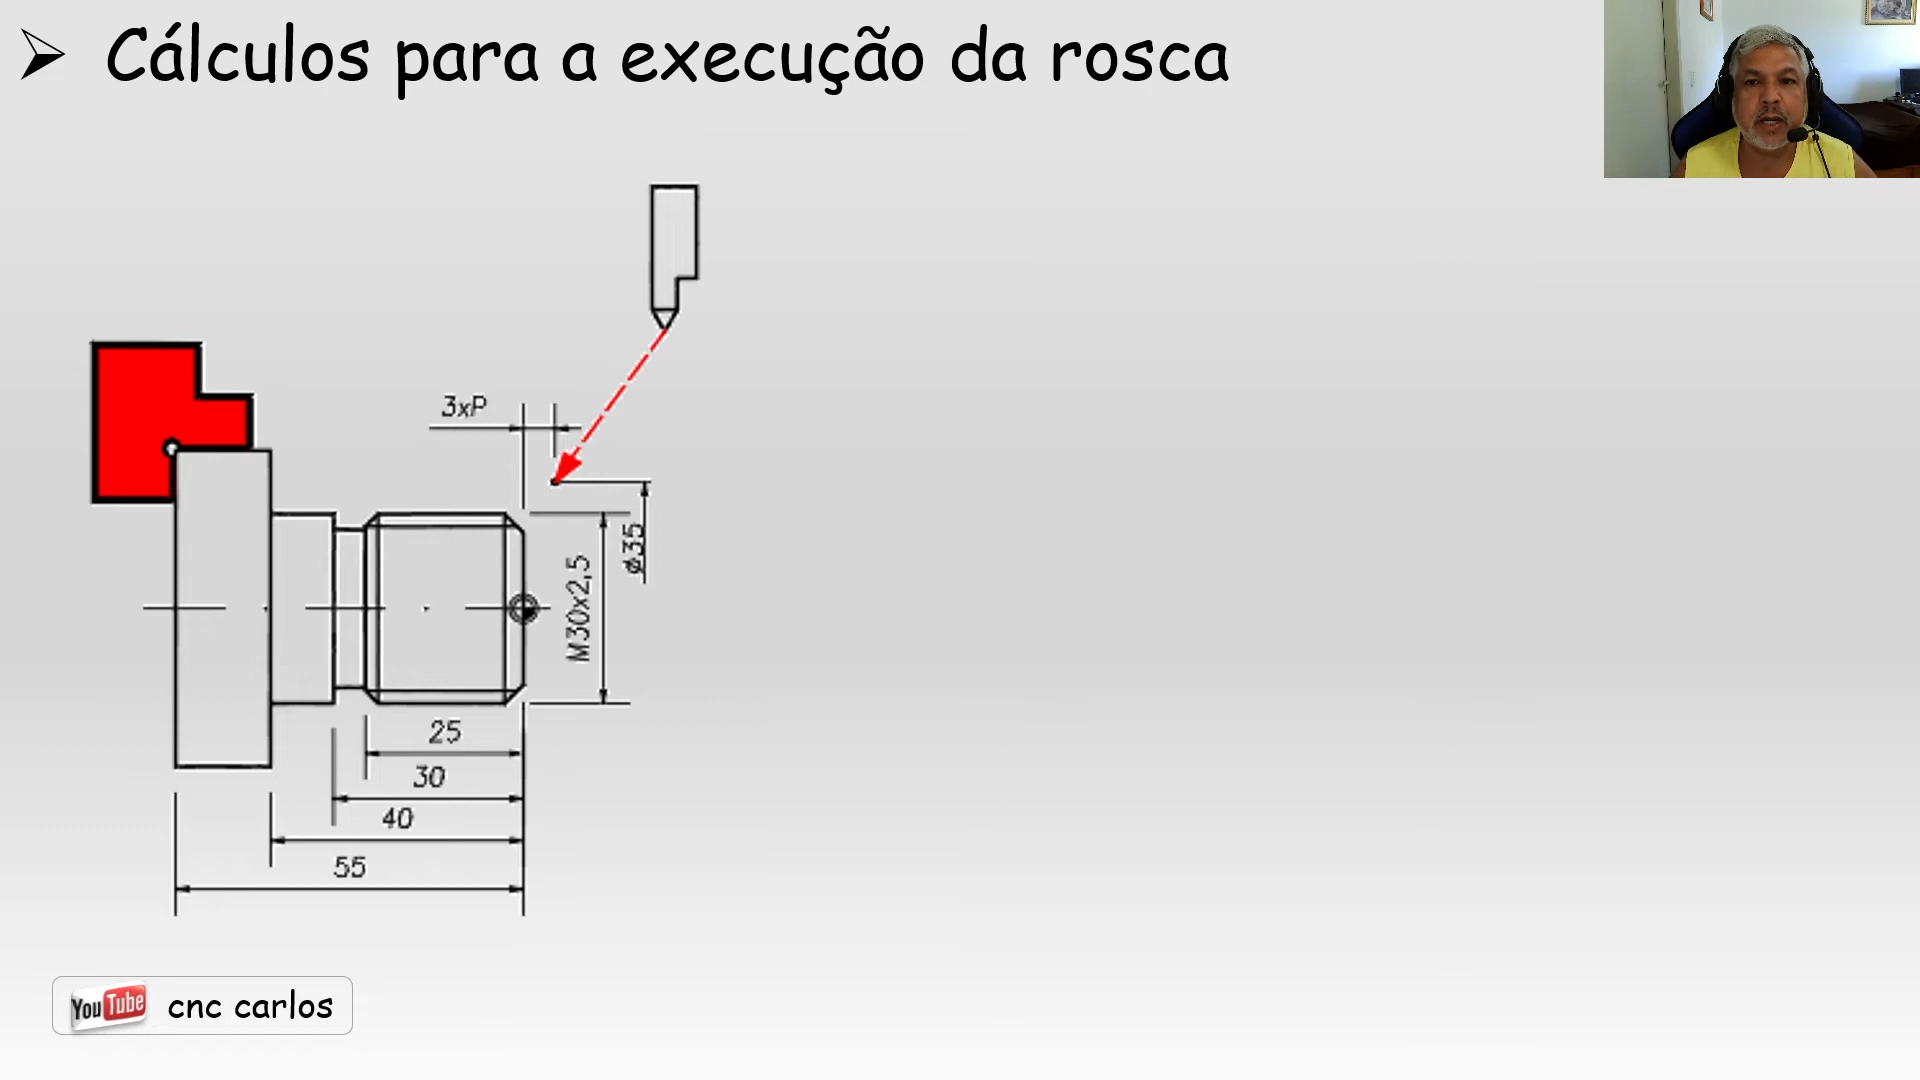 ➢ Cálculos para a execução da rosca
3xP
ø35
M30x2,5
25
30
40
55
YouTube cnc carlos